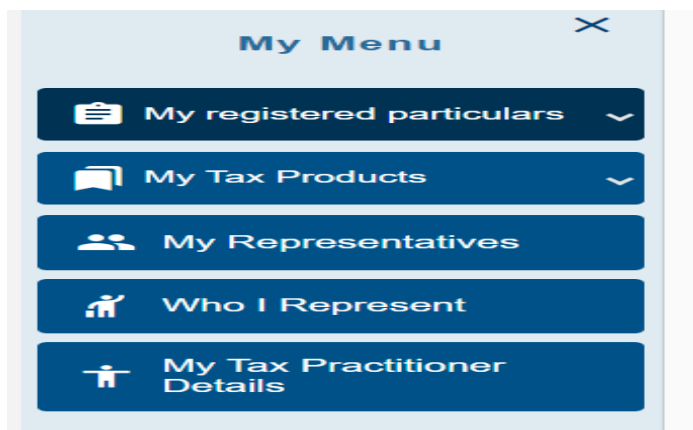 My Menu
My registered particulars
My Tax Products
My Representatives
Who I Represent
My Tax Practitioner
Details